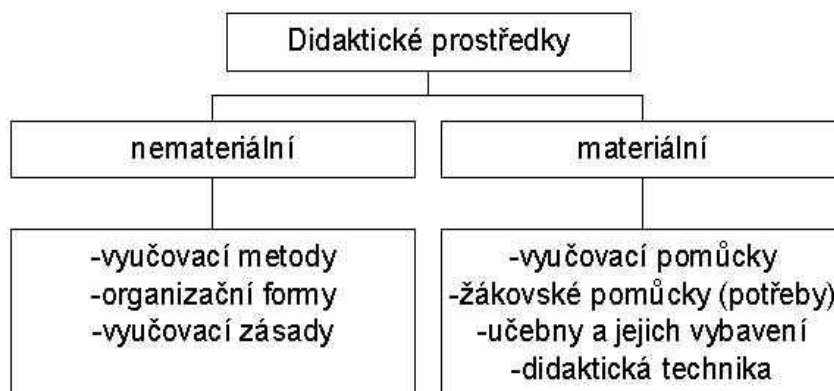 Didaktické prostředky
nemateriální
materiální
-vyučovací metody
-organizační formy
-vyučovací zásady
-vyučovací pomůcky
-žákovské pomůcky (potřeby)
-učebny a jejich vybavení
-didaktická technika